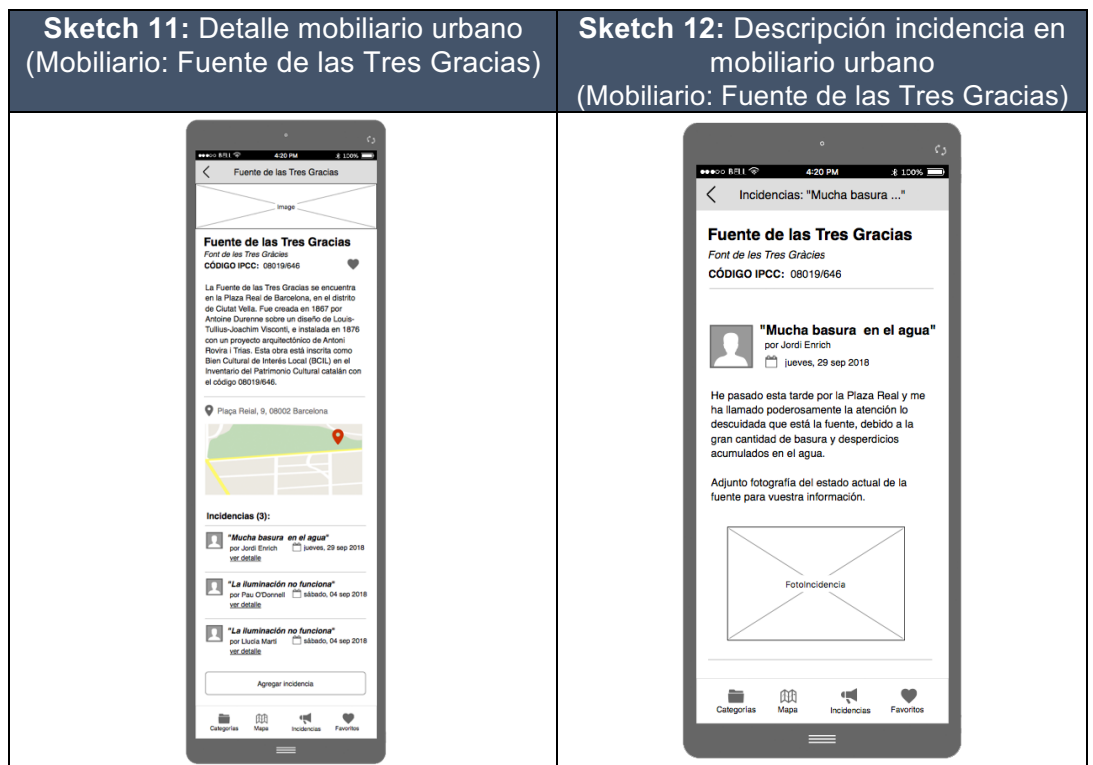 Sketch 11: Detalle mobiliario urbano
(Mobiliario: Fuente de las Tres Gracias)
BELL 4:20 PM 100%
Fuente de las Tres Gracias
Image
Fuente de las Tres Gracias
Font de les Tres Gràcies
CÓDIGO IPCC: 08019/646
La Fuente de las Tres Gracias se encuentra
en la Plaza Real de Barcelona, en el distrito
de Ciutat Vella. Fue creada en 1867 por
Antoine Durenne sobre un diseño de Louis-
Tullius-Joachim Visconti, e instalada en 1876
con un proyecto arquitectónico de Antoni
Rovira i Trias. Esta obra está inscrita como
Bien Cultural de Interés Local (BCIL) en el
Inventario del Patrimonio Cultural catalán con
el código 08019/646.
Plaça Reial, 9, 08002 Barcelona
Incidencias (3):
"Mucha basura en el agua"
por Jordi Enrich jueves, 29 sep 2018
ver detalle
"La iluminación no funciona"
por Pau O'Donnell sábado, 04 sep 2018
ver detalle
"La iluminación no funciona"
por Llucia Martí sábado, 04 sep 2018
ver detalle
Agregar incidencia
Categorías Mapa Incidencias Favoritos
Sketch 12: Descripción incidencia en
mobiliario urbano
(Mobiliario: Fuente de las Tres Gracias)
BELL 4:20 PM 100%
Incidencias: "Mucha basura ..."
Fuente de las Tres Gracias
Font de les Tres Gràcies
CÓDIGO IPCC: 08019/646
"Mucha basura en el agua"
por Jordi Enrich
jueves, 29 sep 2018
He pasado esta tarde por la Plaza Real y me
ha llamado poderosamente la atención lo
descuidada que está la fuente, debido a la
gran cantidad de basura y desperdicios
acumulados en el agua.
Adjunto fotografía del estado actual de la
fuente para vuestra información.
FotoIncidencia
Categorías Mapa Incidencias Favoritos